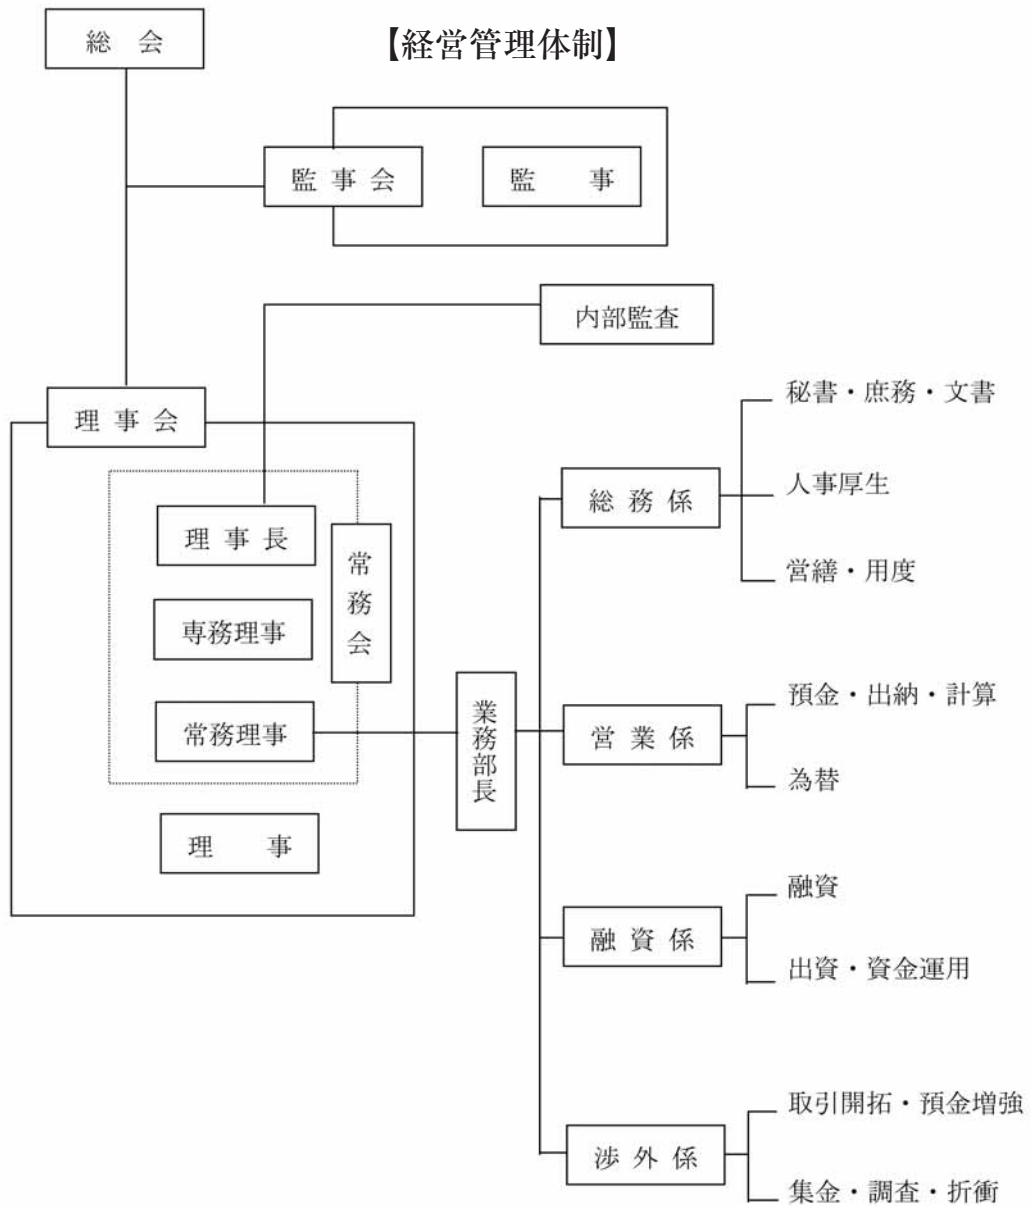 総会
【経営管理体制】
監事会
監事
内部監査
理事会
理事長
専務理事
常務理事
常務会
理事
業務部長
総務係
秘書・庶務・文書
人事厚生
営繕・用度
営業係
預金・出納・計算
為替
融資係
融資
出資・資金運用
渉外係
取引開拓・預金増強
集金・調査・折衝